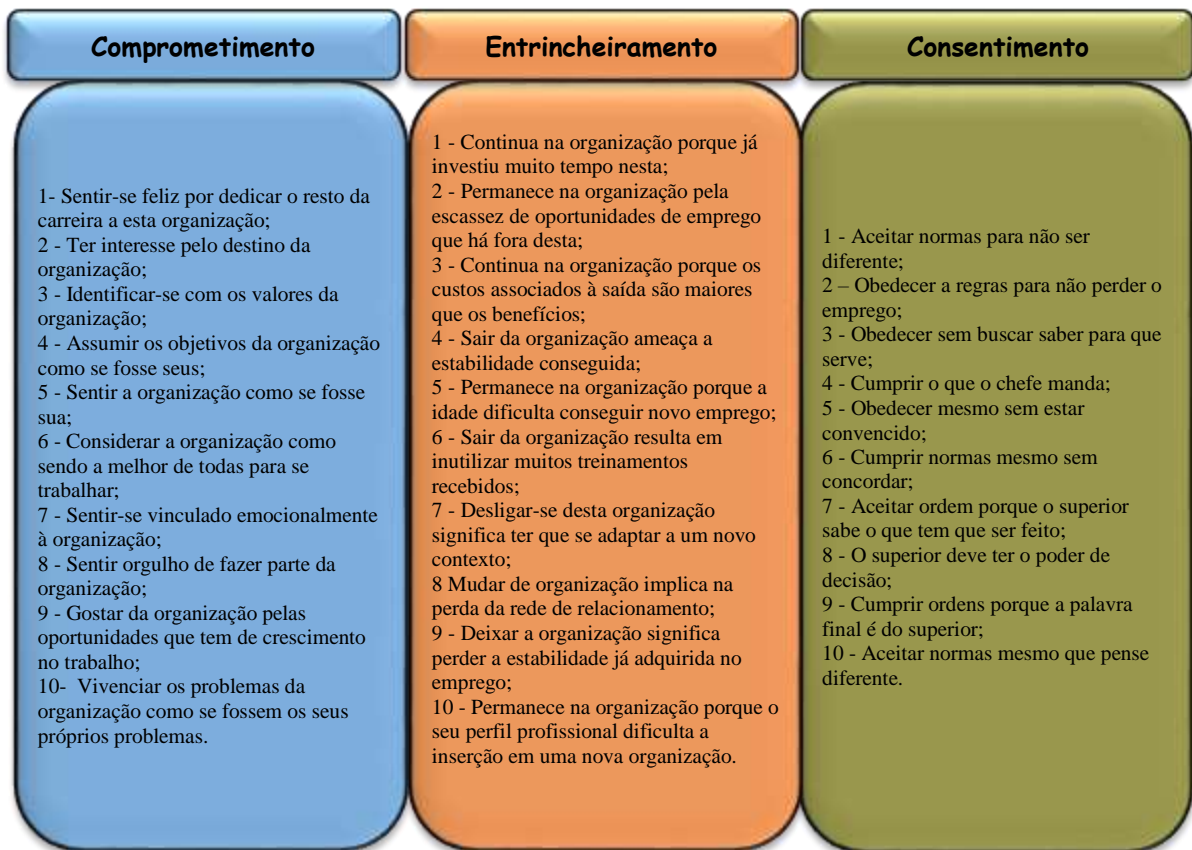 Comprometimento
1- Sentir-se feliz por dedicar o resto da
carreira a esta organização;
2 - Ter interesse pelo destino da
organização;
3 - Identificar-se com os valores da
organização;
4 - Assumir os objetivos da organização
como se fosse seus;
5 - Sentir a organização como se fosse
sua;
6 - Considerar a organização como
sendo a melhor de todas para se
trabalhar;
7 - Sentir-se vinculado emocionalmente
à organização;
8 - Sentir orgulho de fazer parte da
organização;
9 - Gostar da organização pelas
oportunidades que tem de crescimento
no trabalho;
10- Vivenciar os problemas da
organização como se fossem os seus
próprios problemas.
Entrincheiramento
1 - Continua na organização porque já
investiu muito tempo nesta;
2 - Permanece na organização pela
escassez de oportunidades de emprego
que há fora desta;
3 - Continua na organização porque os
custos associados à saída são maiores
que os benefícios;
4 - Sair da organização ameaça a
estabilidade conseguida;
5 - Permanece na organização porque a
idade dificulta conseguir novo emprego;
6 - Sair da organização resulta em
inutilizar muitos treinamentos
recebidos;
7 - Desligar-se desta organização
significa ter que se adaptar a um novo
contexto;
8 Mudar de organização implica na
perda da rede de relacionamento;
9 - Deixar a organização significa
perder a estabilidade já adquirida no
emprego;
10 - Permanece na organização porque o
seu perfil profissional dificulta a
inserção em uma nova organização.
Consentimento
1 - Aceitar normas para não ser
diferente;
2 – Obedecer a regras para não perder o
emprego;
3 - Obedecer sem buscar saber para que
serve;
4 - Cumprir o que o chefe manda;
5 - Obedecer mesmo sem estar
convencido;
6 - Cumprir normas mesmo sem
concordar;
7 - Aceitar ordem porque o superior
sabe o que tem que ser feito;
8 - O superior deve ter o poder de
decisão;
9 - Cumprir ordens porque a palavra
final é do superior;
10 - Aceitar normas mesmo que pense
diferente.